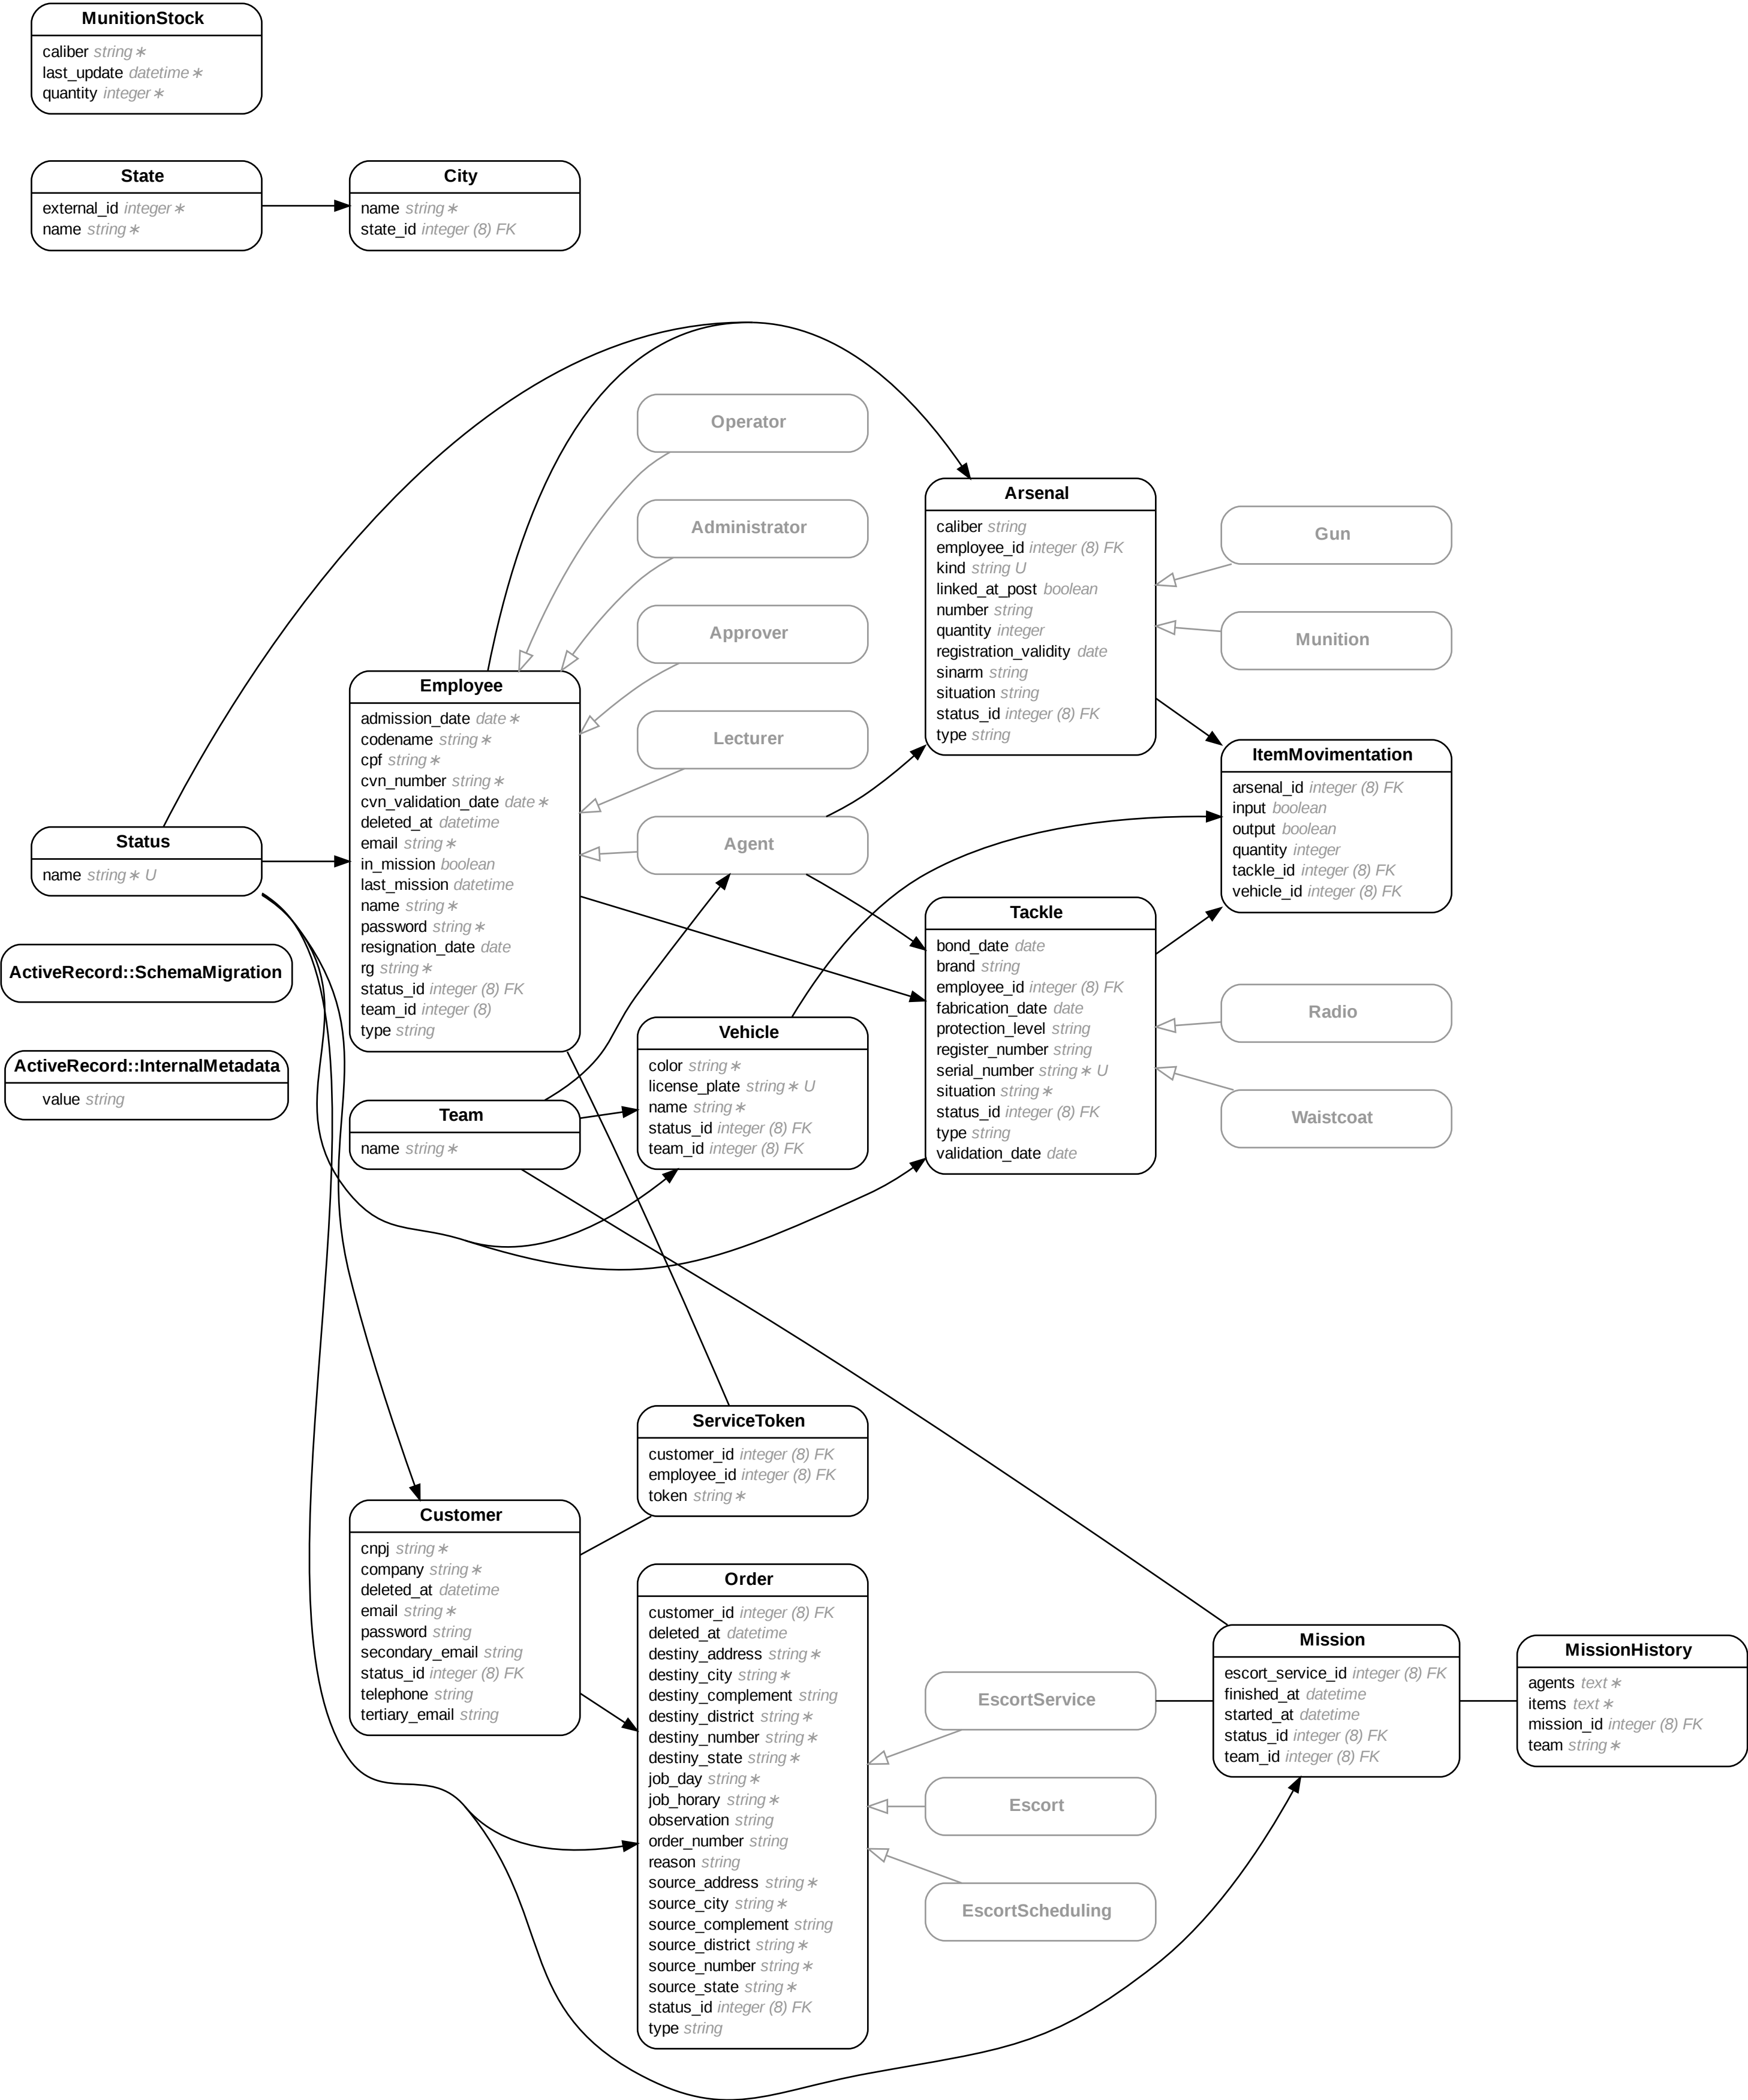 MunitionStock
caliber string ∗
last_update datetime ∗
quantity integer ∗
State
external_id integer ∗
name string ∗
City
name string ∗
state_id integer (8) FK
Operator
Administrator
Approver
Lecturer
Agent
Arsenal
caliber string
employee_id integer (8) FK
kind string U
linked_at_post boolean
number string
quantity integer
registration_validity date
sinarm string
situation string
status_id integer (8) FK
type string
Gun
Munition
Employee
admission_date date ∗
codename string ∗
cpf string ∗
cvn_number string ∗
cvn_validation_date date ∗
deleted_at datetime
email string ∗
in_mission boolean
last_mission datetime
name string ∗
password string ∗
resignation_date date
rg string ∗
status_id integer (8) FK
team_id integer (8)
type string
ItemMovimentation
arsenal_id integer (8) FK
input boolean
output boolean
quantity integer
tackle_id integer (8) FK
vehicle_id integer (8) FK
Status
name string ∗ U
ActiveRecord::SchemaMigration
ActiveRecord::InternalMetadata
value string
Tackle
bond_date date
brand string
employee_id integer (8) FK
fabrication_date date
protection_level string
register_number string
serial_number string ∗ U
situation string ∗
status_id integer (8) FK
type string
validation_date date
Radio
Waistcoat
Vehicle
color string ∗
license_plate string ∗ U
name string ∗
status_id integer (8) FK
team_id integer (8) FK
Team
name string ∗
ServiceToken
customer_id integer (8) FK
employee_id integer (8) FK
token string ∗
Customer
cnpj string ∗
company string ∗
deleted_at datetime
email string ∗
password string
secondary_email string
status_id integer (8) FK
telephone string
tertiary_email string
Order
customer_id integer (8) FK
deleted_at datetime
destiny_address string ∗
destiny_city string ∗
destiny_complement string
destiny_district string ∗
destiny_number string ∗
destiny_state string ∗
job_day string ∗
job_horary string ∗
observation string
order_number string
reason string
source_address string ∗
source_city string ∗
source_complement string
source_district string ∗
source_number string ∗
source_state string ∗
status_id integer (8) FK
type string
EscortService
Escort
EscortScheduling
Mission
escort_service_id integer (8) FK
finished_at datetime
started_at datetime
status_id integer (8) FK
team_id integer (8) FK
MissionHistory
agents text ∗
items text ∗
mission_id integer (8) FK
team string ∗